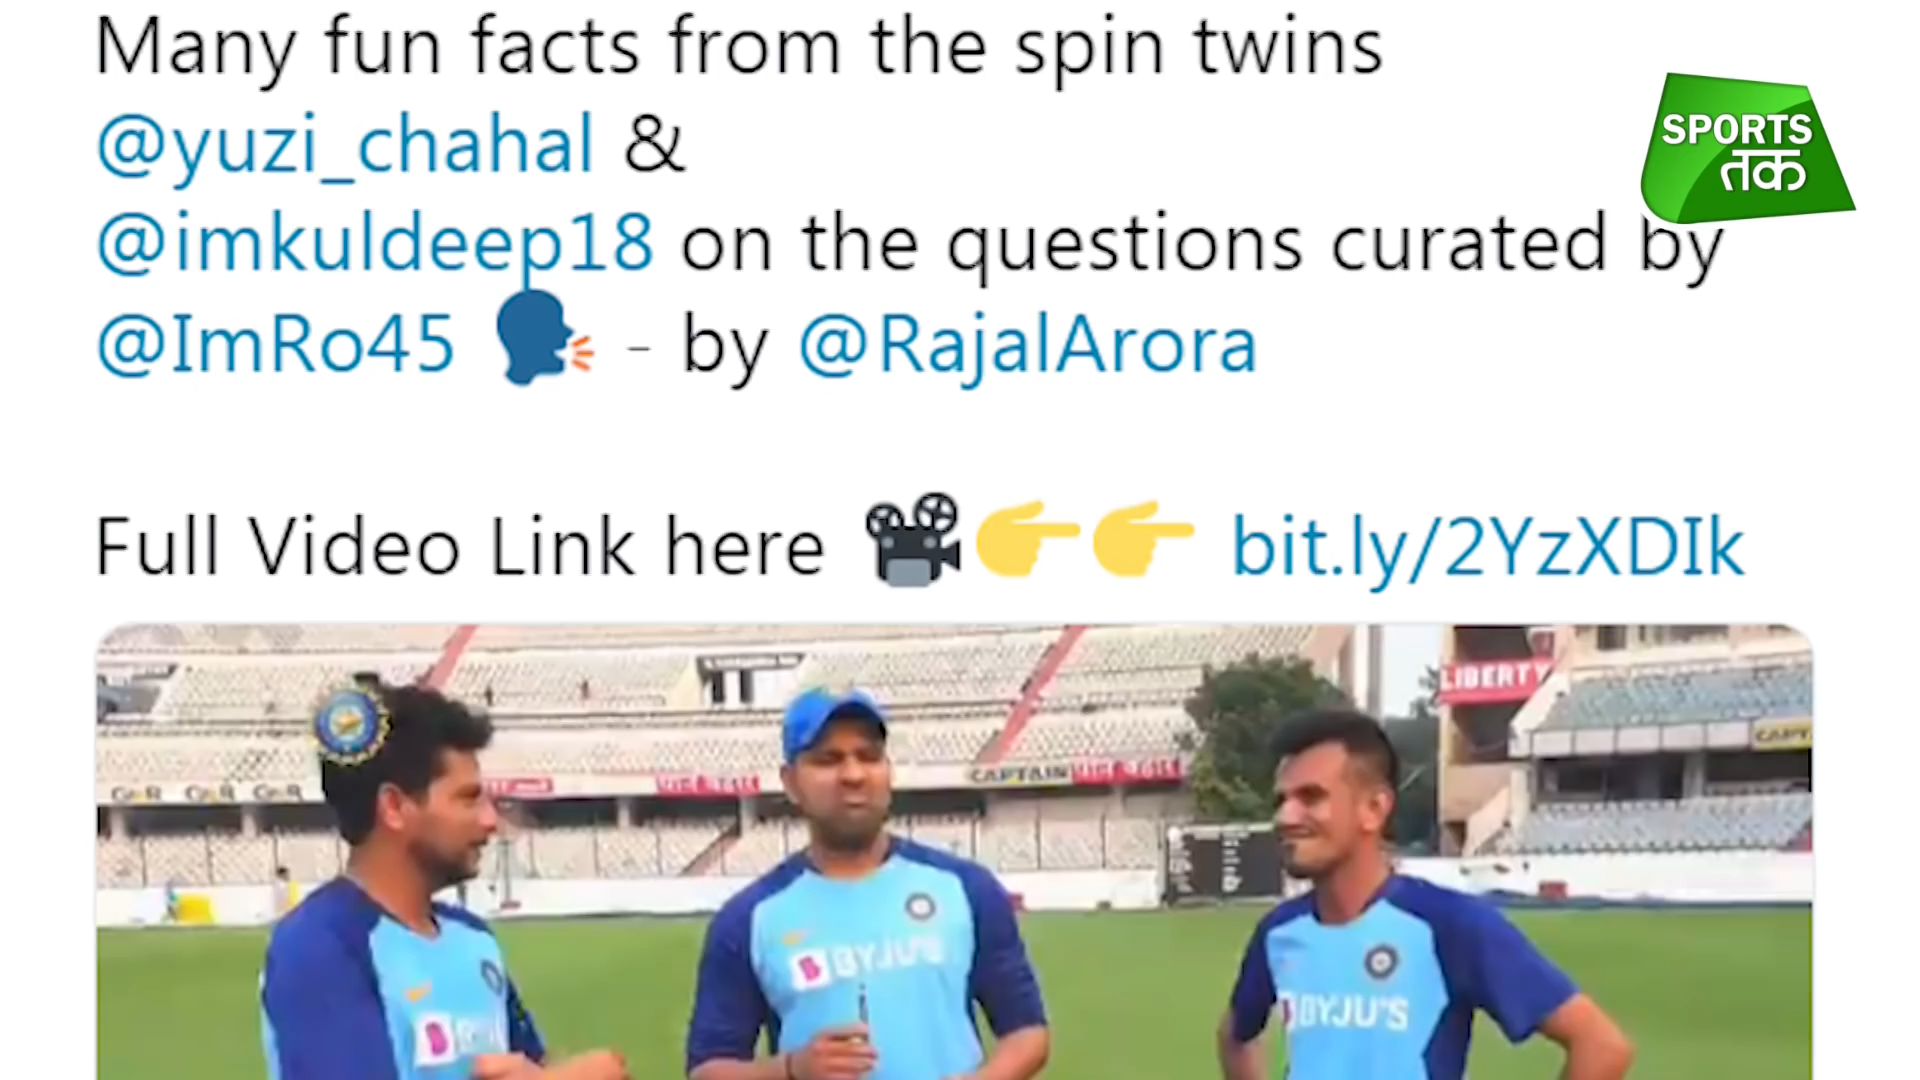 Many fun facts from the spin twins
@yuzi_chahal &
@imkuldeep18 on the questions curated by
@ImRo45 - by @RajalArora
SPORTS
तक
Full Video Link here bit.ly/2YzXDIk
LIBERTY
CAPTAIN
BYJU'S
BYJU'S